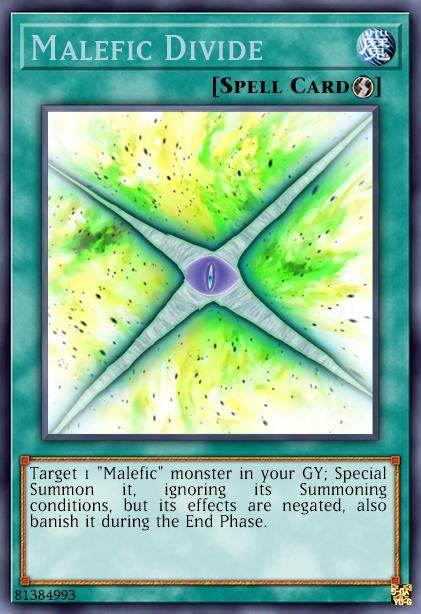 Malefic Divide
魔
[Spell Card]
Target 1 "Malefic" monster in your GY; Special
Summon it, ignoring its Summoning
conditions, but its effects are negated, also
banish it during the End Phase.
81384993